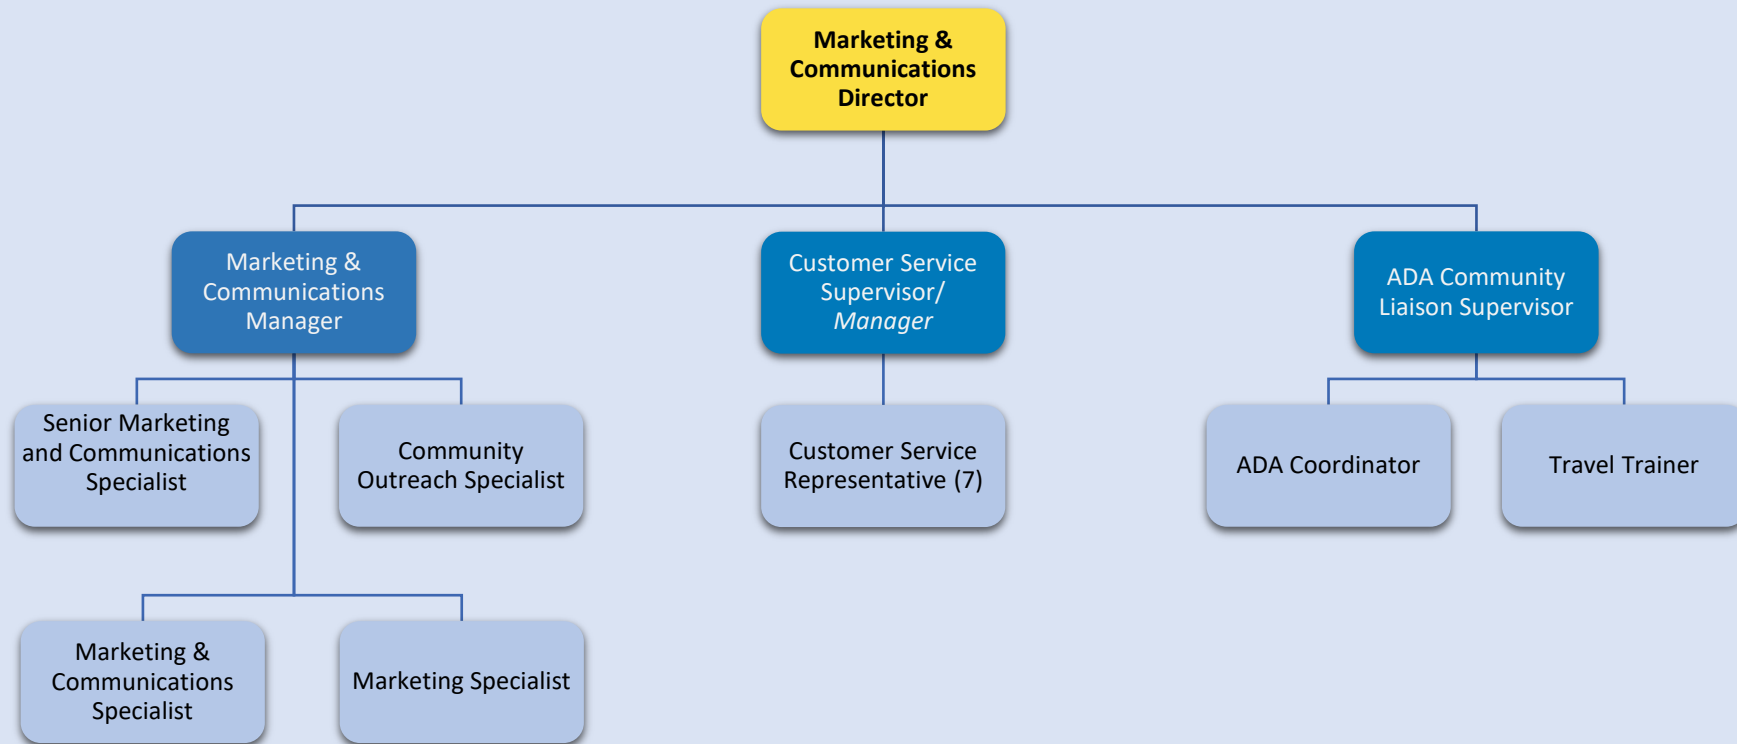 Marketing &
Communications
Director
Marketing &
Communications
Manager
Customer Service
Supervisor/
Manager
ADA Community
Liaison Supervisor
Senior Marketing
and Communications
Specialist
Community
Outreach Specialist
Customer Service
Representative (7)
ADA Coordinator
Travel Trainer
Marketing &
Communications
Specialist
Marketing Specialist